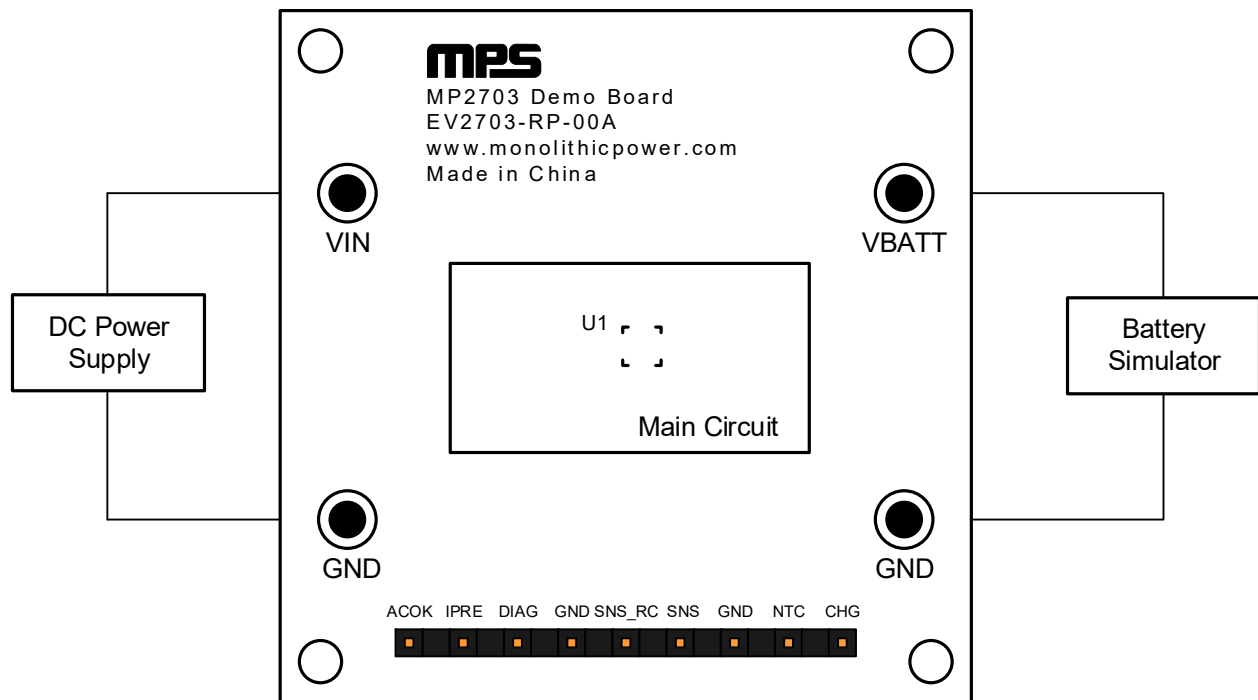 MPS
MP2703 Demo Board
EV2703-RP-00A
www.monolithicpower.com
Made in China
VIN
VBATT
DC Power
Supply
U1
Main Circuit
Battery
Simulator
GND
GND
ACOK IPRE DIAG GND SNS_RC SNS GND NTC CHG